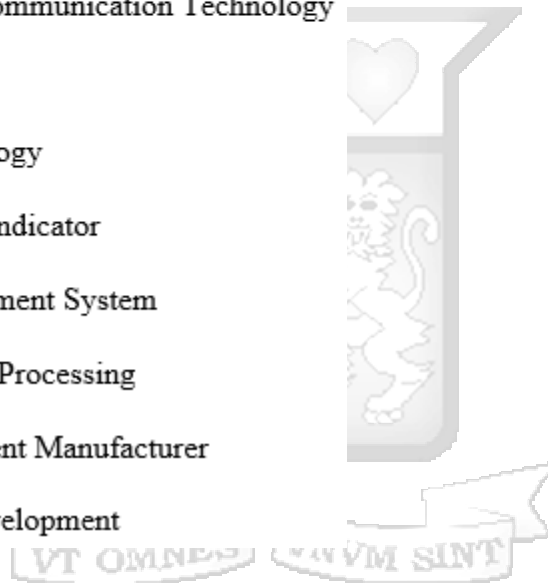 ommunication Technology
ogy
ndicator
ment System
Processing
ent Manufacturer
velopment
VT OMNES VNVM SINT